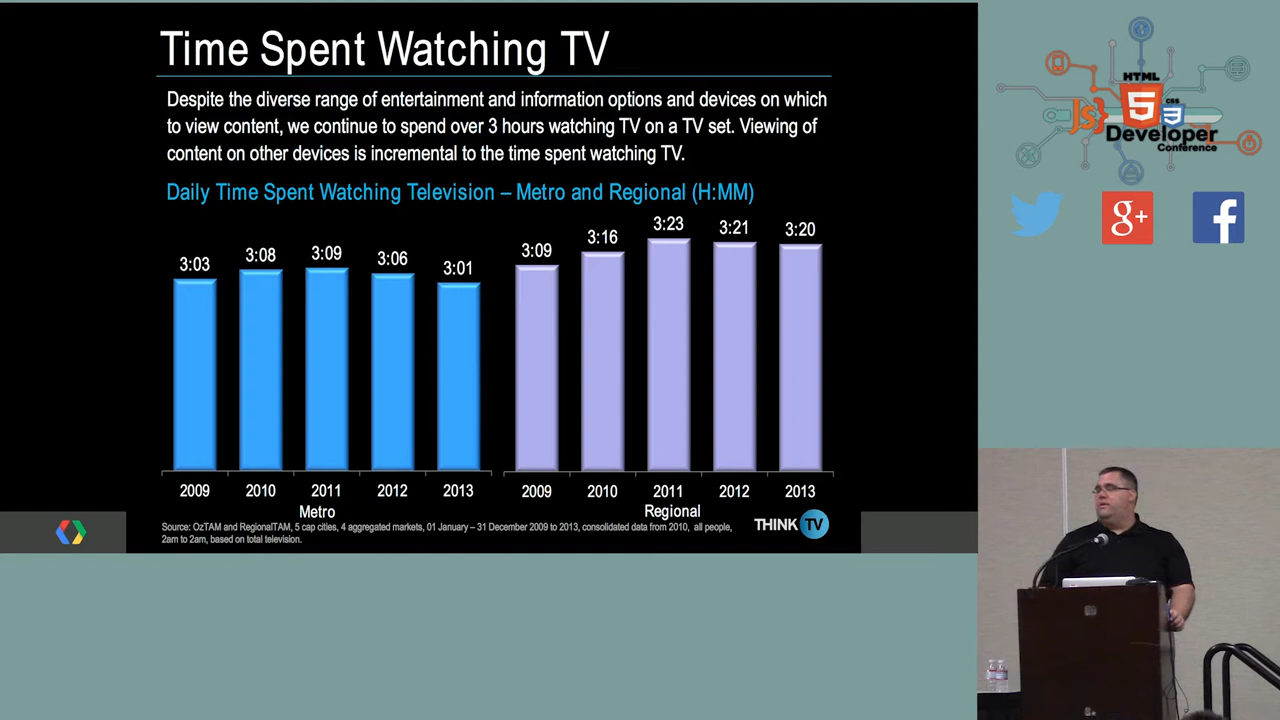 Time Spent Watching TV
Despite the diverse range of entertainment and information options and devices on which
to view content, we continue to spend over 3 hours watching TV on a TV set. Viewing of
content on other devices is incremental to the time spent watching TV.
Daily Time Spent Watching Television – Metro and Regional (H:MM)
3:03 3:08 3:09 3:06 3:01 3:09 3:16 3:23 3:21 3:20
2009 2010 2011 2012 2013 2009 2010 2011 2012 2013
Metro Regional
Source: OzTAM and RegionalTAM, 5 cap cities, 4 aggregated markets, 01 January – 31 December 2009 to 2013, consolidated data from 2010, all people,
2am to 2am, based on total television.
THINK TV
HTML
5
CSS
3
JS}
Developer
Conference
g+
f